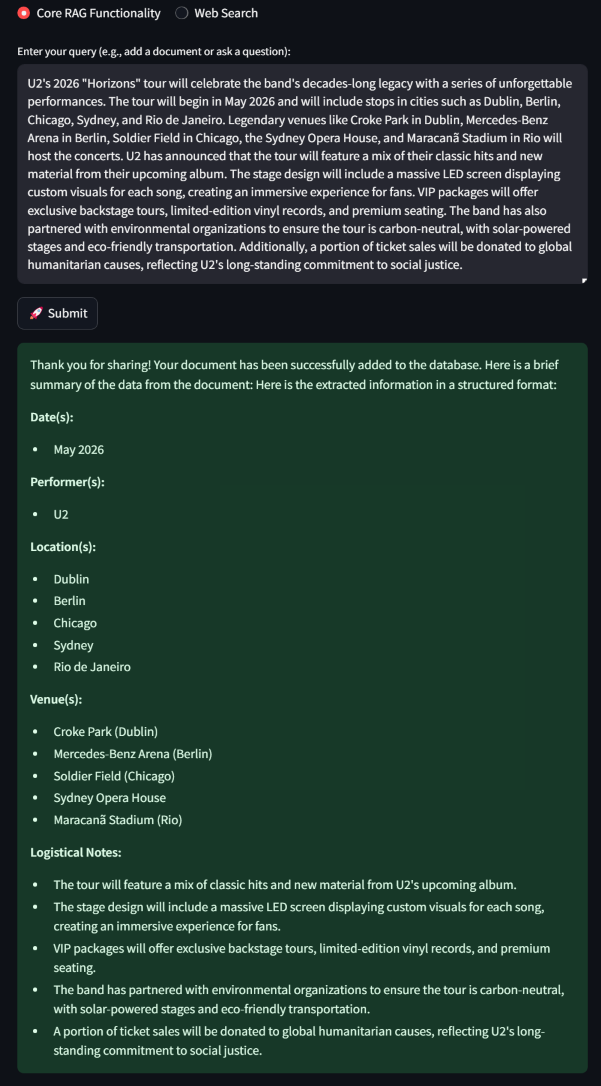 Core RAG Functionality Web Search
Enter your query (e.g., add a document or ask a question):
U2's 2026 "Horizons" tour will celebrate the band's decades-long legacy with a series of unforgettable
performances. The tour will begin in May 2026 and will include stops in cities such as Dublin, Berlin,
Chicago, Sydney, and Rio de Janeiro. Legendary venues like Croke Park in Dublin, Mercedes-Benz
Arena in Berlin, Soldier Field in Chicago, the Sydney Opera House, and Maracanã Stadium in Rio will
host the concerts. U2 has announced that the tour will feature a mix of their classic hits and new
material from their upcoming album. The stage design will include a massive LED screen displaying
custom visuals for each song, creating an immersive experience for fans. VIP packages will offer
exclusive backstage tours, limited-edition vinyl records, and premium seating. The band has also
partnered with environmental organizations to ensure the tour is carbon-neutral, with solar-powered
stages and eco-friendly transportation. Additionally, a portion of ticket sales will be donated to global
humanitarian causes, reflecting U2's long-standing commitment to social justice.
🚀 Submit
Thank you for sharing! Your document has been successfully added to the database. Here is a brief
summary of the data from the document: Here is the extracted information in a structured format:
Date(s):
• May 2026
Performer(s):
• U2
Location(s):
• Dublin
• Berlin
• Chicago
• Sydney
• Rio de Janeiro
Venue(s):
• Croke Park (Dublin)
• Mercedes-Benz Arena (Berlin)
• Soldier Field (Chicago)
• Sydney Opera House
• Maracanã Stadium (Rio)
Logistical Notes:
• The tour will feature a mix of classic hits and new material from U2's upcoming album.
• The stage design will include a massive LED screen displaying custom visuals for each song,
creating an immersive experience for fans.
• VIP packages will offer exclusive backstage tours, limited-edition vinyl records, and premium
seating.
• The band has partnered with environmental organizations to ensure the tour is carbon-neutral,
with solar-powered stages and eco-friendly transportation.
• A portion of ticket sales will be donated to global humanitarian causes, reflecting U2's long-
standing commitment to social justice.